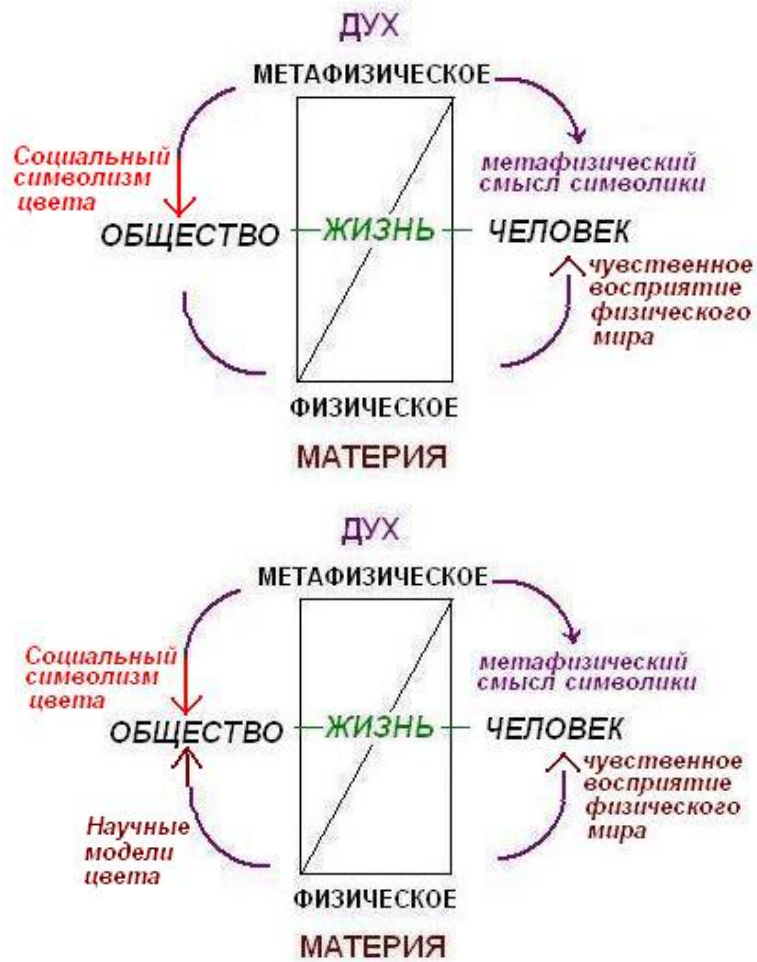 ДУХ
МЕТАФИЗИЧЕСКОЕ
Социальный
символизм
цвета
метафизический
смысл символики
ОБЩЕСТВО
ЖИЗНЬ
ЧЕЛОВЕК
чувственное
восприятие
физического
мира
ФИЗИЧЕСКОЕ
МАТЕРИЯ
ДУХ
МЕТАФИЗИЧЕСКОЕ
Социальный
символизм
цвета
метафизический
смысл символики
ОБЩЕСТВО
ЖИЗНЬ
ЧЕЛОВЕК
чувственное
восприятие
физического
мира
Научные
модели
цвета
ФИЗИЧЕСКОЕ
МАТЕРИЯ